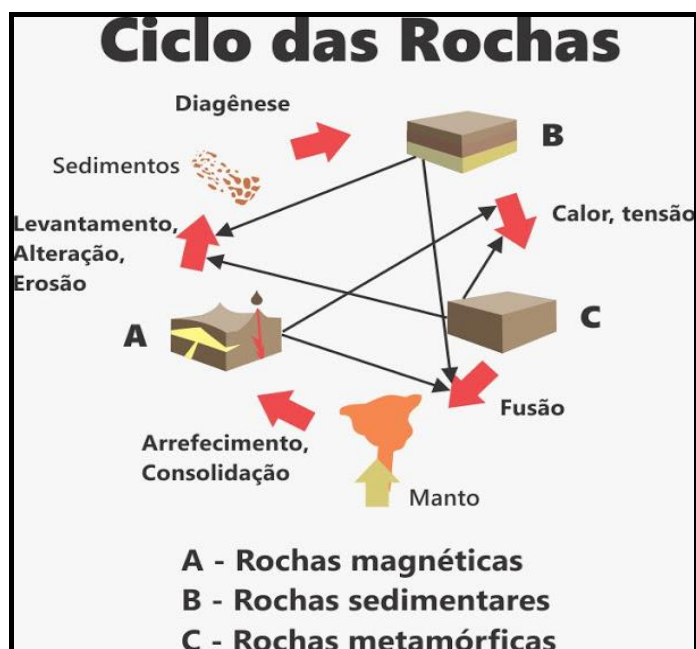 Ciclo das Rochas
Diagênese
B
Sedimentos
Levantamento,
Alteração,
Erosão
Calor, tensão
A
C
Fusão
Arrefecimento,
Consolidação
Manto
A - Rochas magnéticas
B - Rochas sedimentares
C - Rochas metamórficas